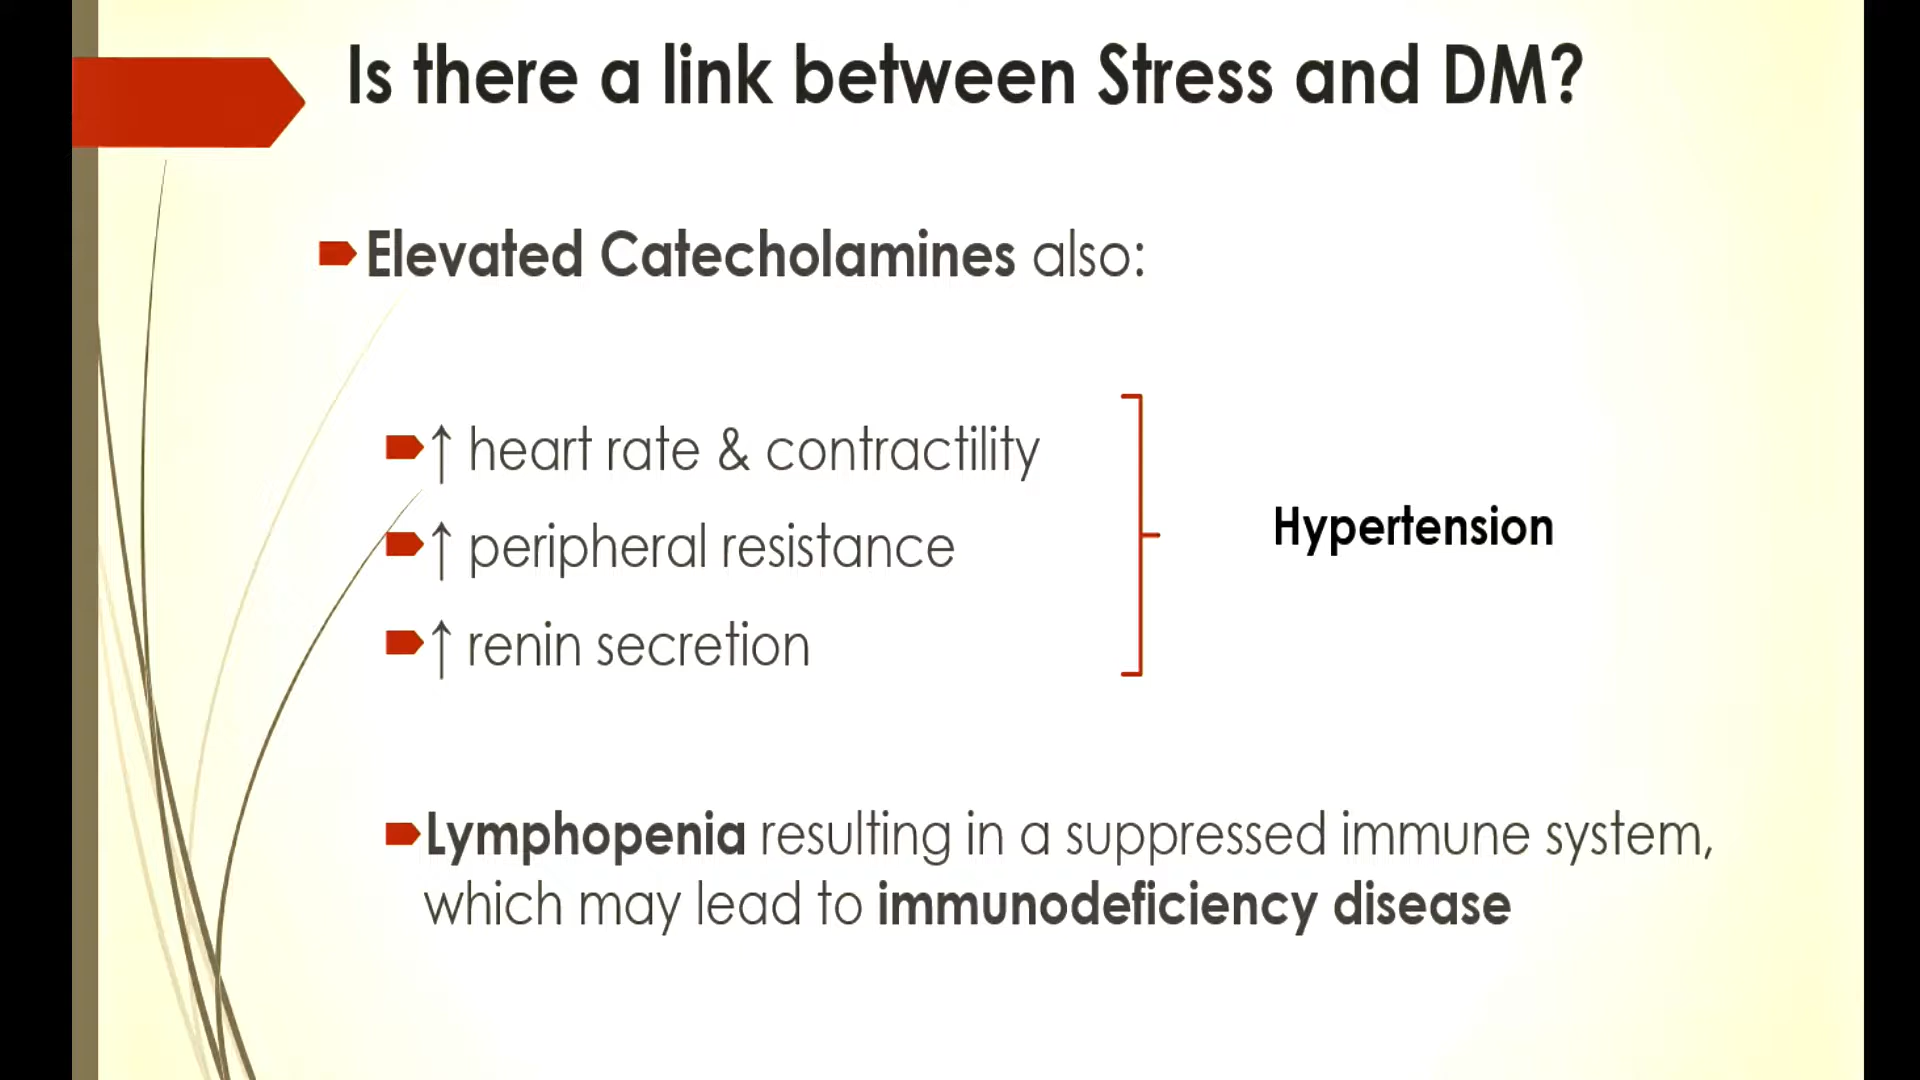 Is there a link between Stress and DM?
Elevated Catecholamines also:
↑ heart rate & contractility
↑ peripheral resistance
↑ renin secretion
Hypertension
Lymphopenia resulting in a suppressed immune system,
which may lead to immunodeficiency disease